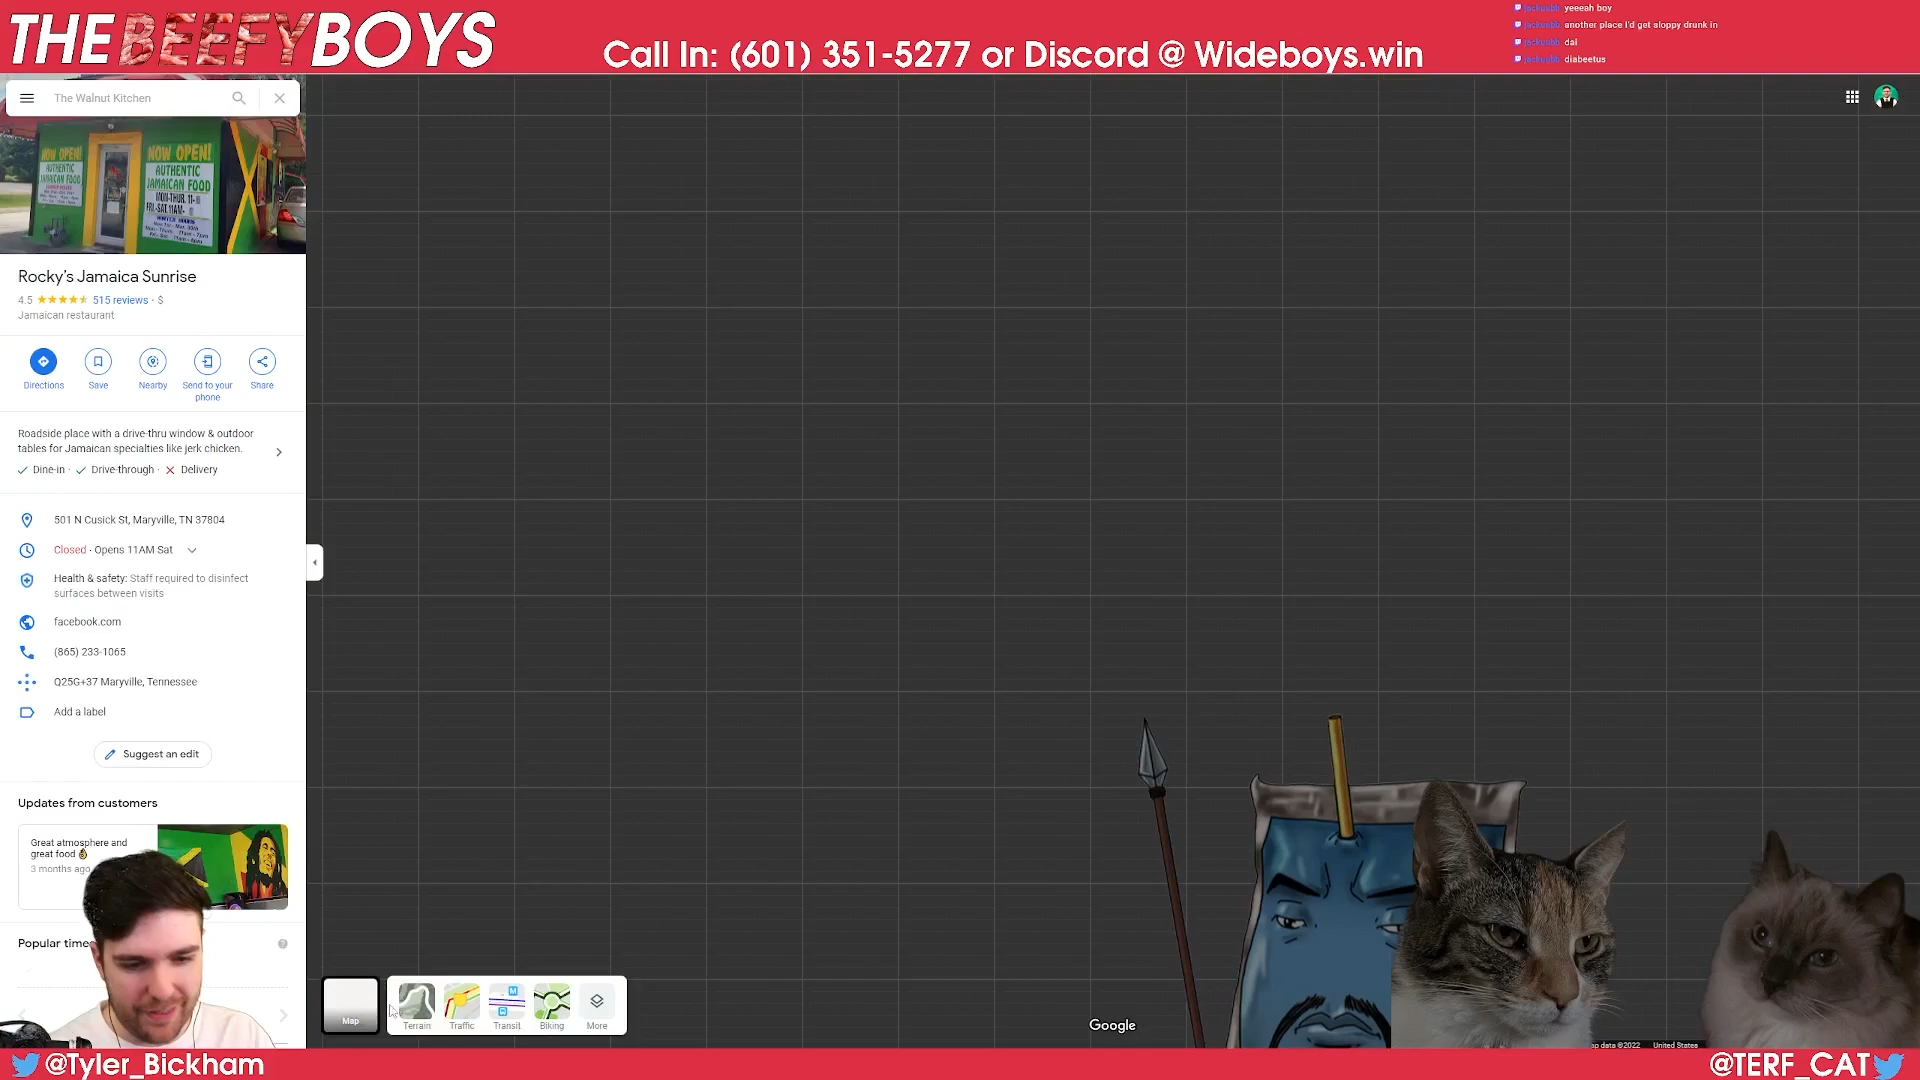 THE BEEFY BOYS
Call In: (601) 351-5277 or Discord @ Wideboys.win
yeeeah boy
another place I'd get sloppy drunk in
dai
diabeetus
The Walnut Kitchen
NOW OPEN!
AUTHENTIC
JAMAICAN FOOD
NOW OPEN!
AUTHENTIC
JAMAICAN FOOD
Rocky's Jamaica Sunrise
4.5 515 reviews · $
Jamaican restaurant
Directions
Save
Nearby
Send to your
phone
Share
Roadside place with a drive-thru window & outdoor
tables for Jamaican specialties like jerk chicken.
Dine-in · Drive-through · Delivery
501 N Cusick St, Maryville, TN 37804
Closed · Opens 11AM Sat
Health & safety: Staff required to disinfect
surfaces between visits
facebook.com
(865) 233-1065
Q25G+37 Maryville, Tennessee
Add a label
Suggest an edit
Updates from customers
Great atmosphere and
great food
3 months ago
Popular time
Map
Terrain
Traffic
Transit
Biking
More
Google
data ©2022 United States
@Tyler_Bickham
@TERF_CAT